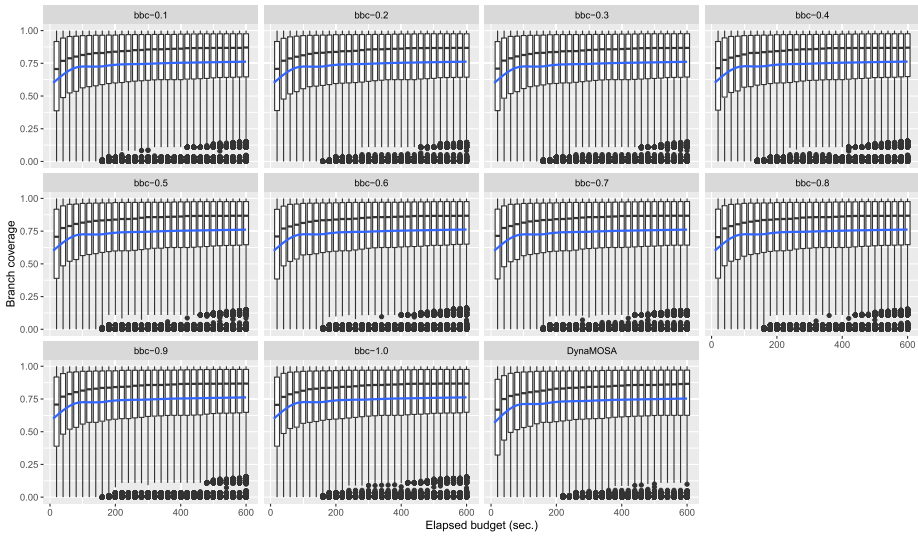 bbc−0.1 bbc−0.2 bbc−0.3 bbc−0.4
1.00
0.75
0.50
0.25
0.00
bbc−0.5 bbc−0.6 bbc−0.7 bbc−0.8
1.00
0.75
0.50
0.25
0.00
0 200 400 600
bbc−0.9 bbc−1.0 DynaMOSA
1.00
0.75
0.50
0.25
0.00
0 200 400 600 0 200 400 600 0 200 400 600
Branch coverage
Elapsed budget (sec.)